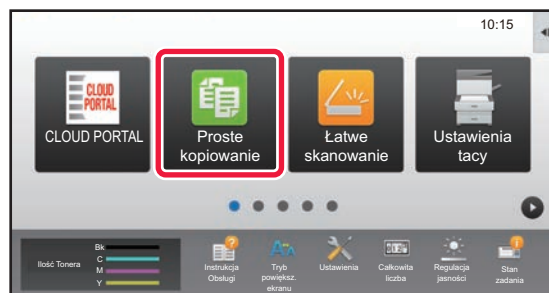 10:15
CLOUD
PORTAL
CLOUD PORTAL
Proste
kopiowanie
Łatwe
skanowanie
Ustawienia
tacy
Ilość Tonera
Bk
C
M
Y
Instrukcja
Obsługi
Tryb
powiększ.
ekranu
Ustawienia
Całkowita
liczba
Regulacja
jasności
Stan
zadania